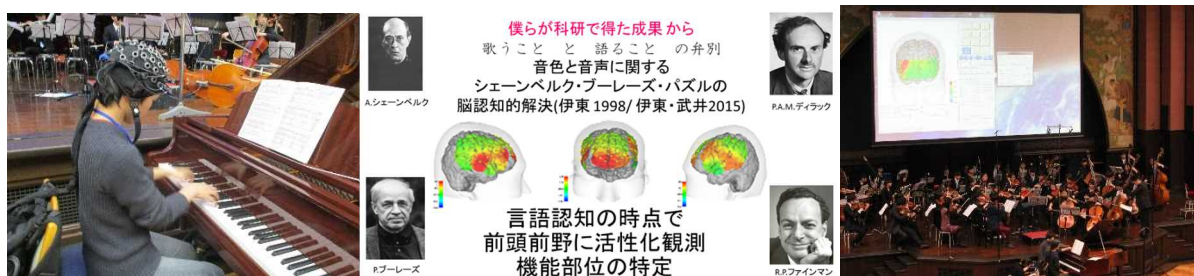 僕らが科研で得た成果から
歌うこと と 語ること の弁別
音色と音声に関する
シェーンベルク・ブーレーズ・パズルの
脳認知的解決(伊東 1998/ 伊東・武井2015)
A.シェーンベルク
P.A.M.ディラック
P.ブーレーズ
R.P.ファインマン
言語認知の時点で
前頭前野に活性化観測
機能部位の特定